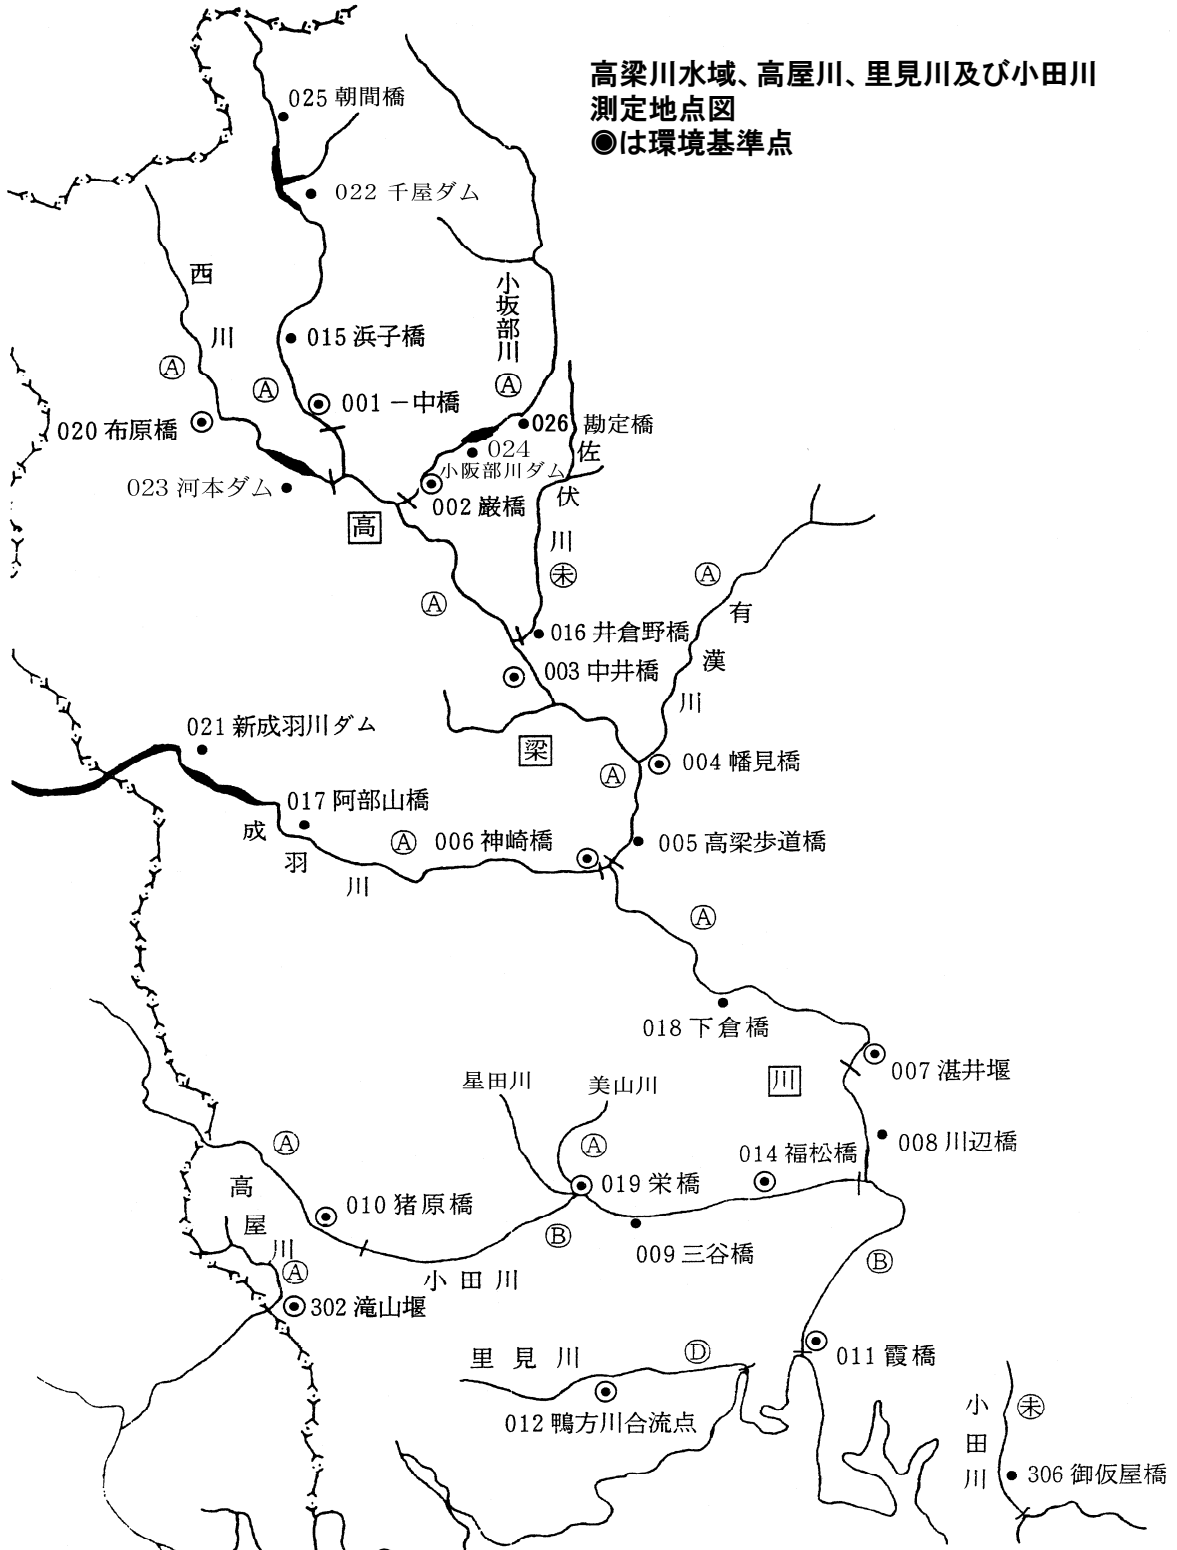 高梁川水域、高屋川、里見川及び小田川
測定地点図
◉は環境基準点
025 朝間橋
022 千屋ダム
西川
小坂部川
015 浜子橋
Ⓐ
Ⓐ
Ⓐ
001 一中橋
020 布原橋
026 勘定橋
024
小阪部川ダム
佐伏川
023 河本ダム
002 巌橋
高
未
Ⓐ
Ⓐ
有漢川
016 井倉野橋
003 中井橋
021 新成羽川ダム
梁
004 幡見橋
Ⓐ
017 阿部山橋
成羽川
Ⓐ
006 神崎橋
005 高梁歩道橋
Ⓐ
018 下倉橋
007 湛井堰
川
星田川
美山川
Ⓐ
Ⓐ
008 川辺橋
014 福松橋
019 栄橋
高屋川
010 猪原橋
Ⓑ
009 三谷橋
Ⓑ
小田川
Ⓐ
302 滝山堰
里見川
Ⓓ
011 霞橋
012 鴨方川合流点
小田川
未
306 御仮屋橋